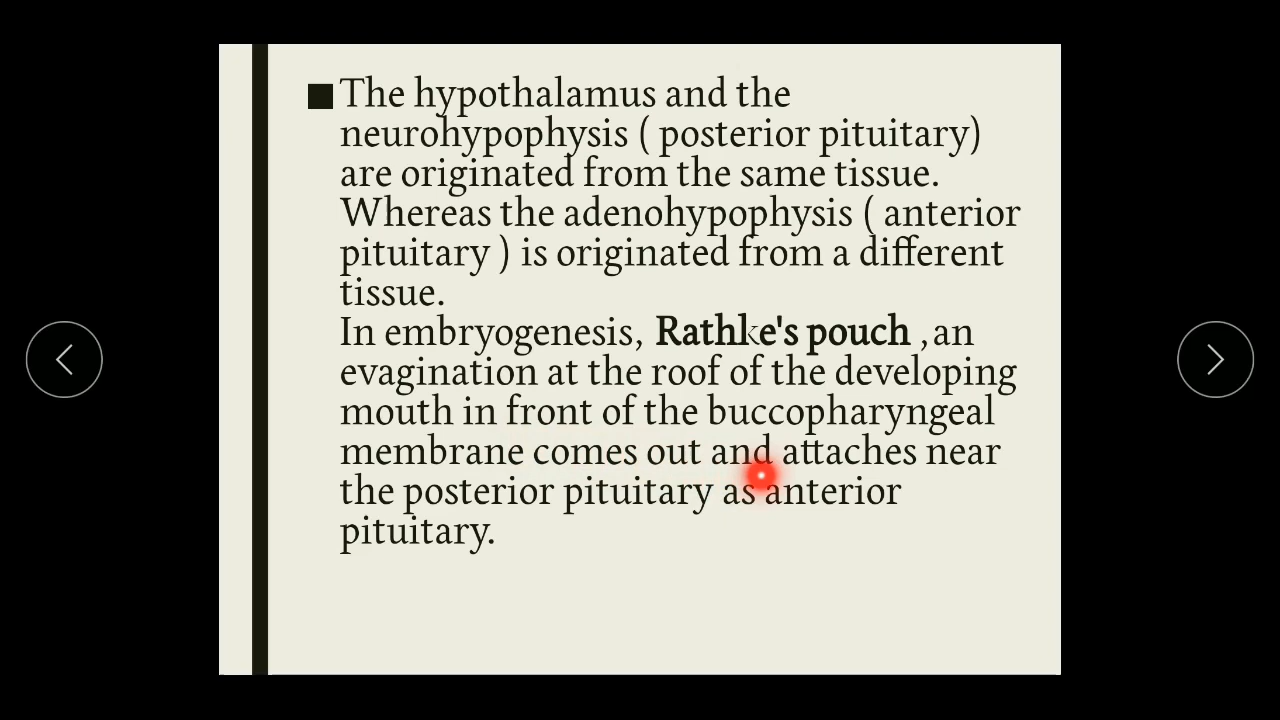 The hypothalamus and the
neurohypophysis ( posterior pituitary)
are originated from the same tissue.
Whereas the adenohypophysis ( anterior
pituitary ) is originated from a different
tissue.
In embryogenesis, Rathke's pouch , an
evagination at the roof of the developing
mouth in front of the buccopharyngeal
membrane comes out and attaches near
the posterior pituitary as anterior
pituitary.